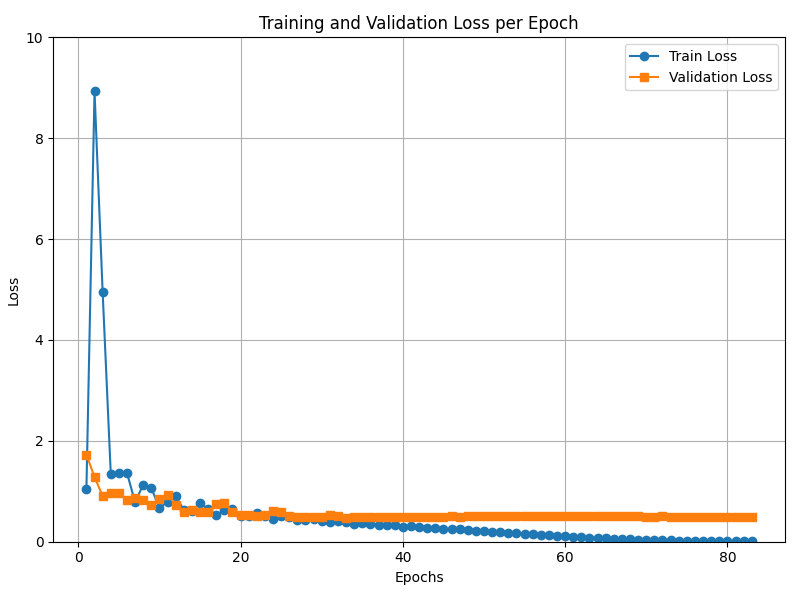 Training and Validation Loss per Epoch
10
8
6
4
2
0
Loss
Train Loss
Validation Loss
0 20 40 60 80
Epochs